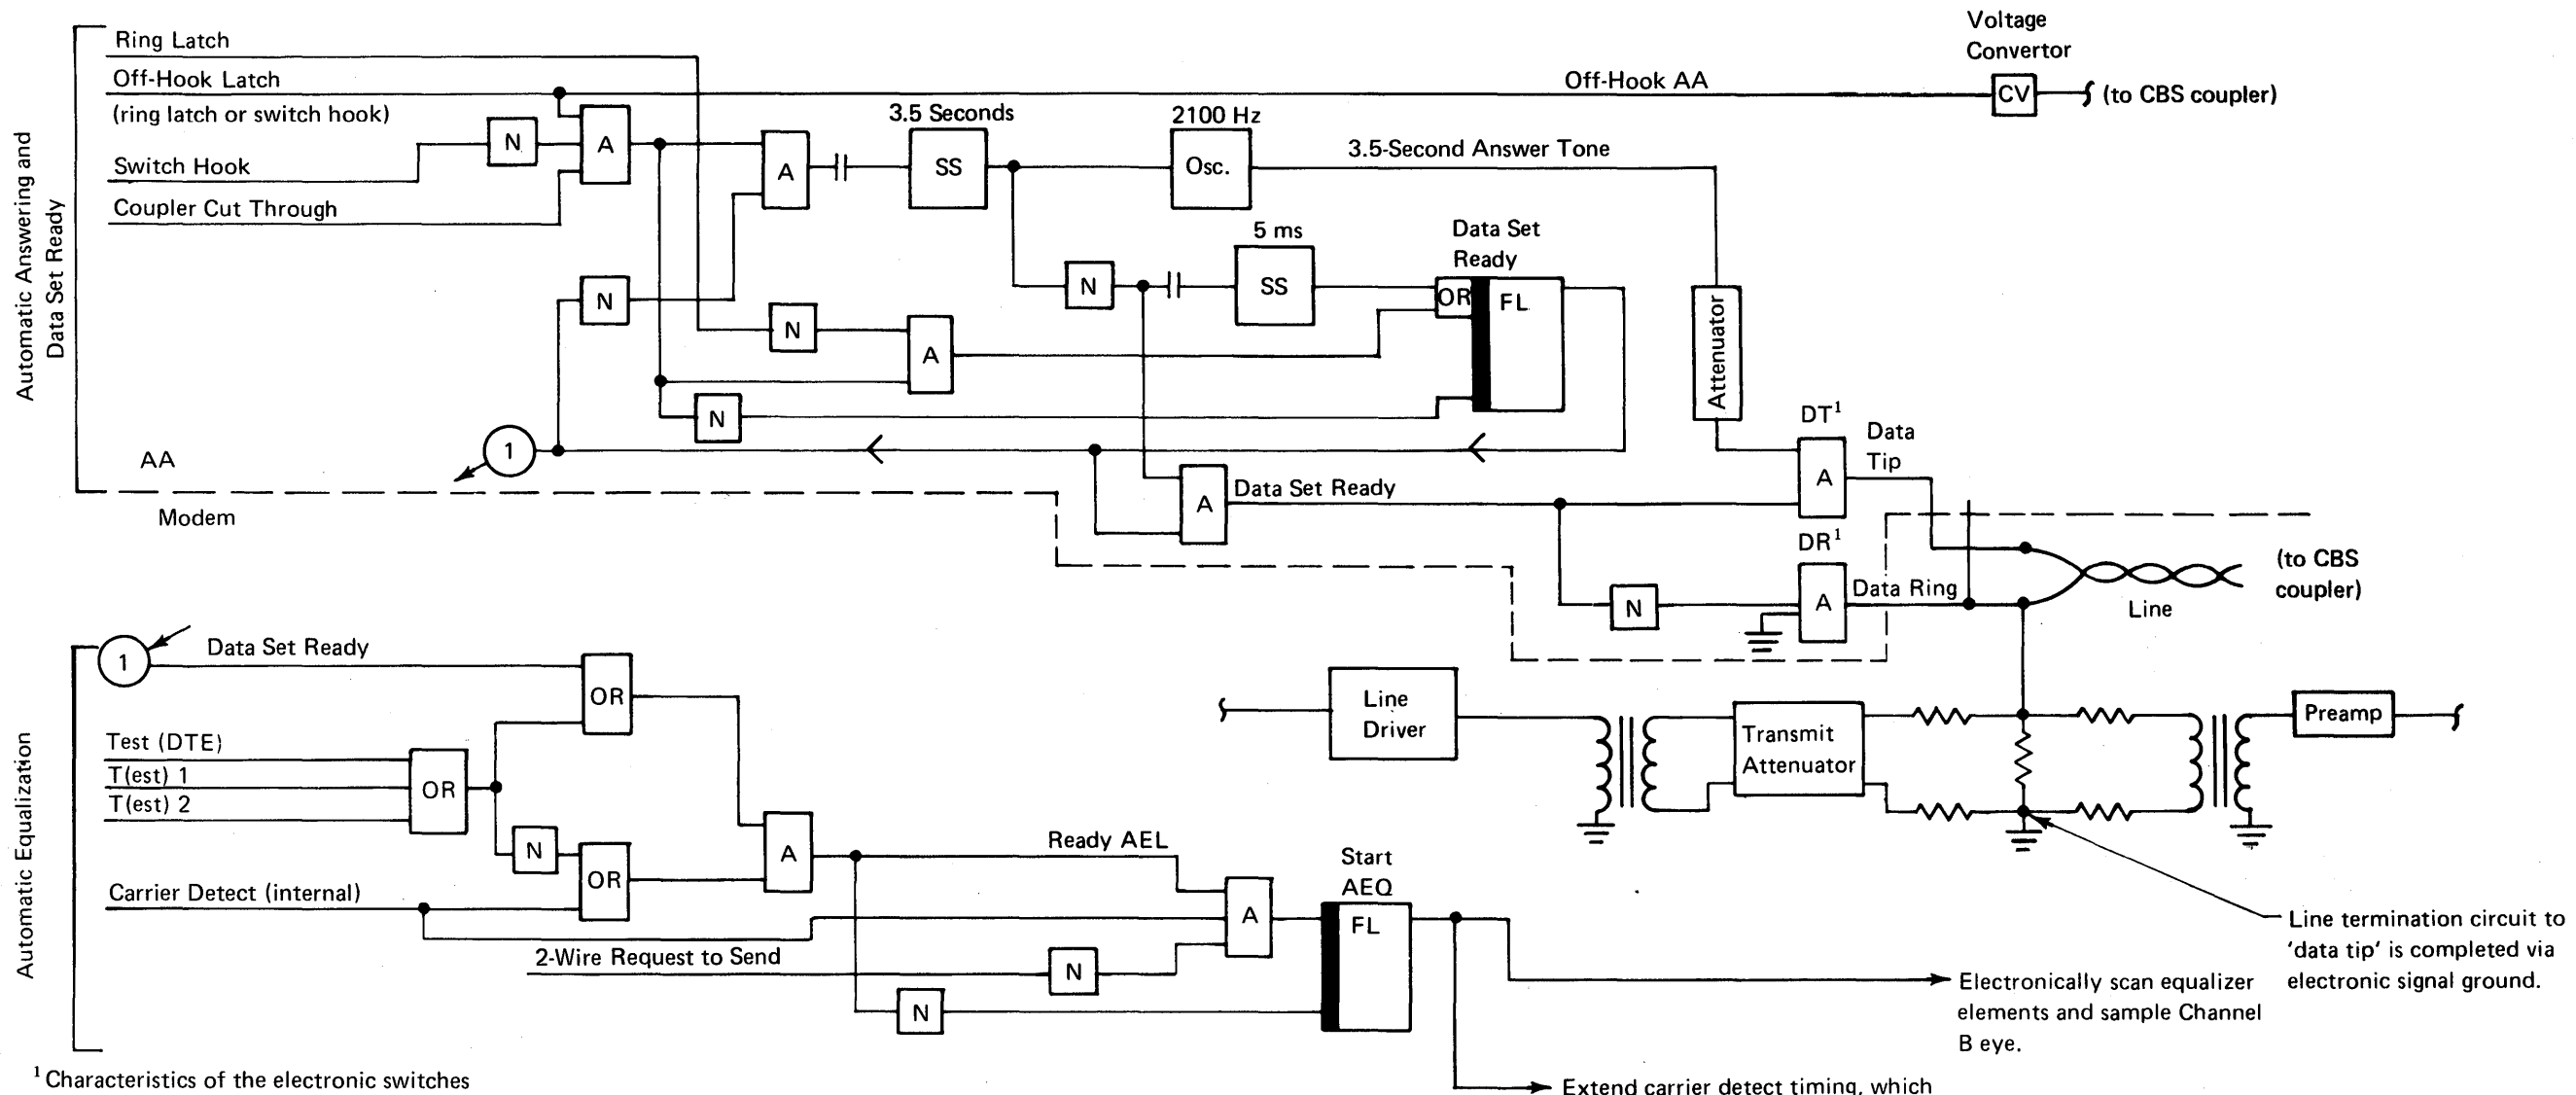 Voltage
Convertor
Ring Latch
Off-Hook Latch
(ring latch or switch hook)
Switch Hook
Coupler Cut Through
Off-Hook AA
CV
(to CBS coupler)
N
A
A
3.5 Seconds
SS
2100 Hz
Osc.
3.5-Second Answer Tone
Automatic Answering and
Data Set Ready
N
N
A
N
N
5 ms
SS
Data Set
Ready
OR
FL
Attenuator
1
AA
Modem
A
Data Set Ready
DT1
A
Data
Tip
DR1
N
A
Data Ring
Line
(to CBS
coupler)
Automatic Equalization
1
Data Set Ready
OR
Test (DTE)
T(est) 1
T(est) 2
OR
N
OR
Carrier Detect (internal)
A
Ready AEL
2-Wire Request to Send
N
N
A
Start
AEQ
FL
Line
Driver
Transmit
Attenuator
Preamp
Line termination circuit to
'data tip' is completed via
electronic signal ground.
Electronically scan equalizer
elements and sample Channel
B eye.
Extend carrier detect timing, which
1 Characteristics of the electronic switches